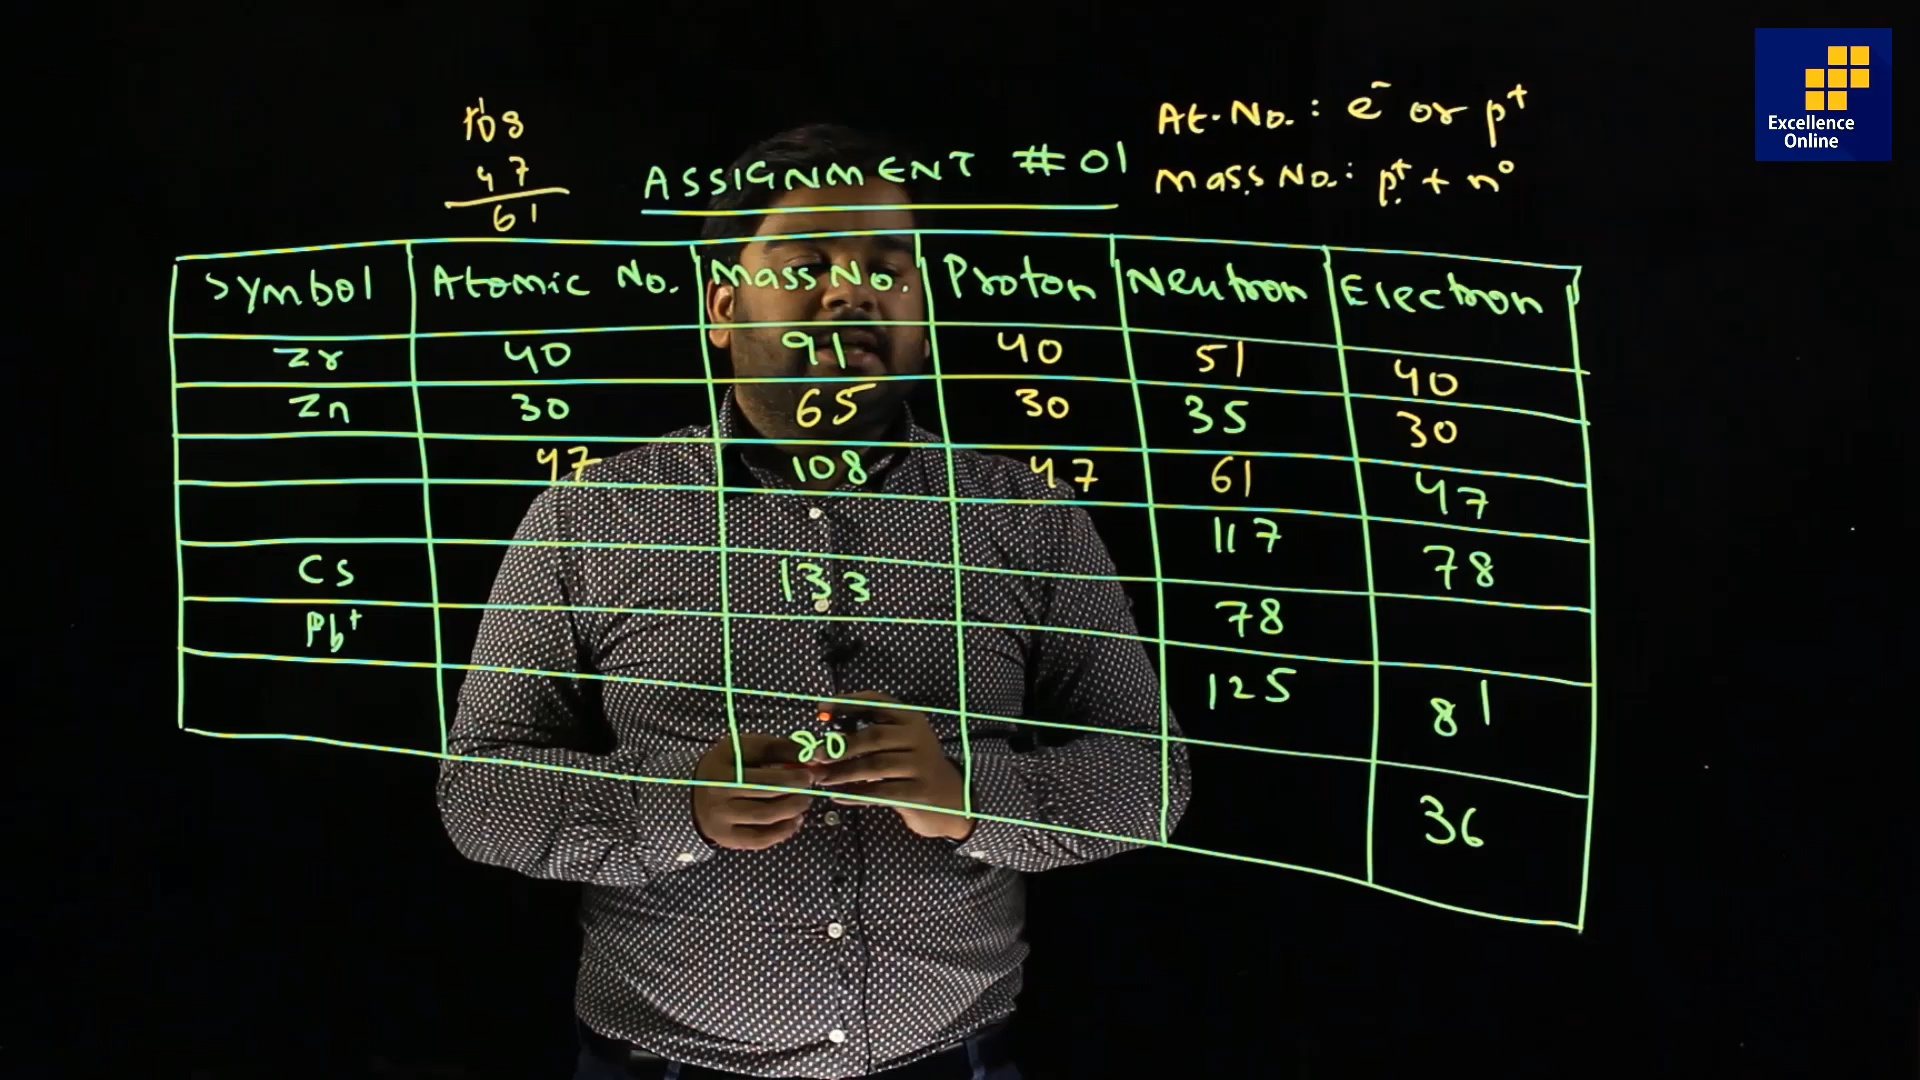 108
47
61
ASSIGNMENT #01
At. No. : e⁻ or p⁺
Mass No. : p⁺ + n⁰
Excellence
Online
Symbol Atomic No. Mass No. Proton Neutron Electron
Zr 40 91 40 51 40
Zn 30 65 30 35 30
47 108 47 61 47
117 78
Cs 133 78
Pb⁺ 125 81
80 36